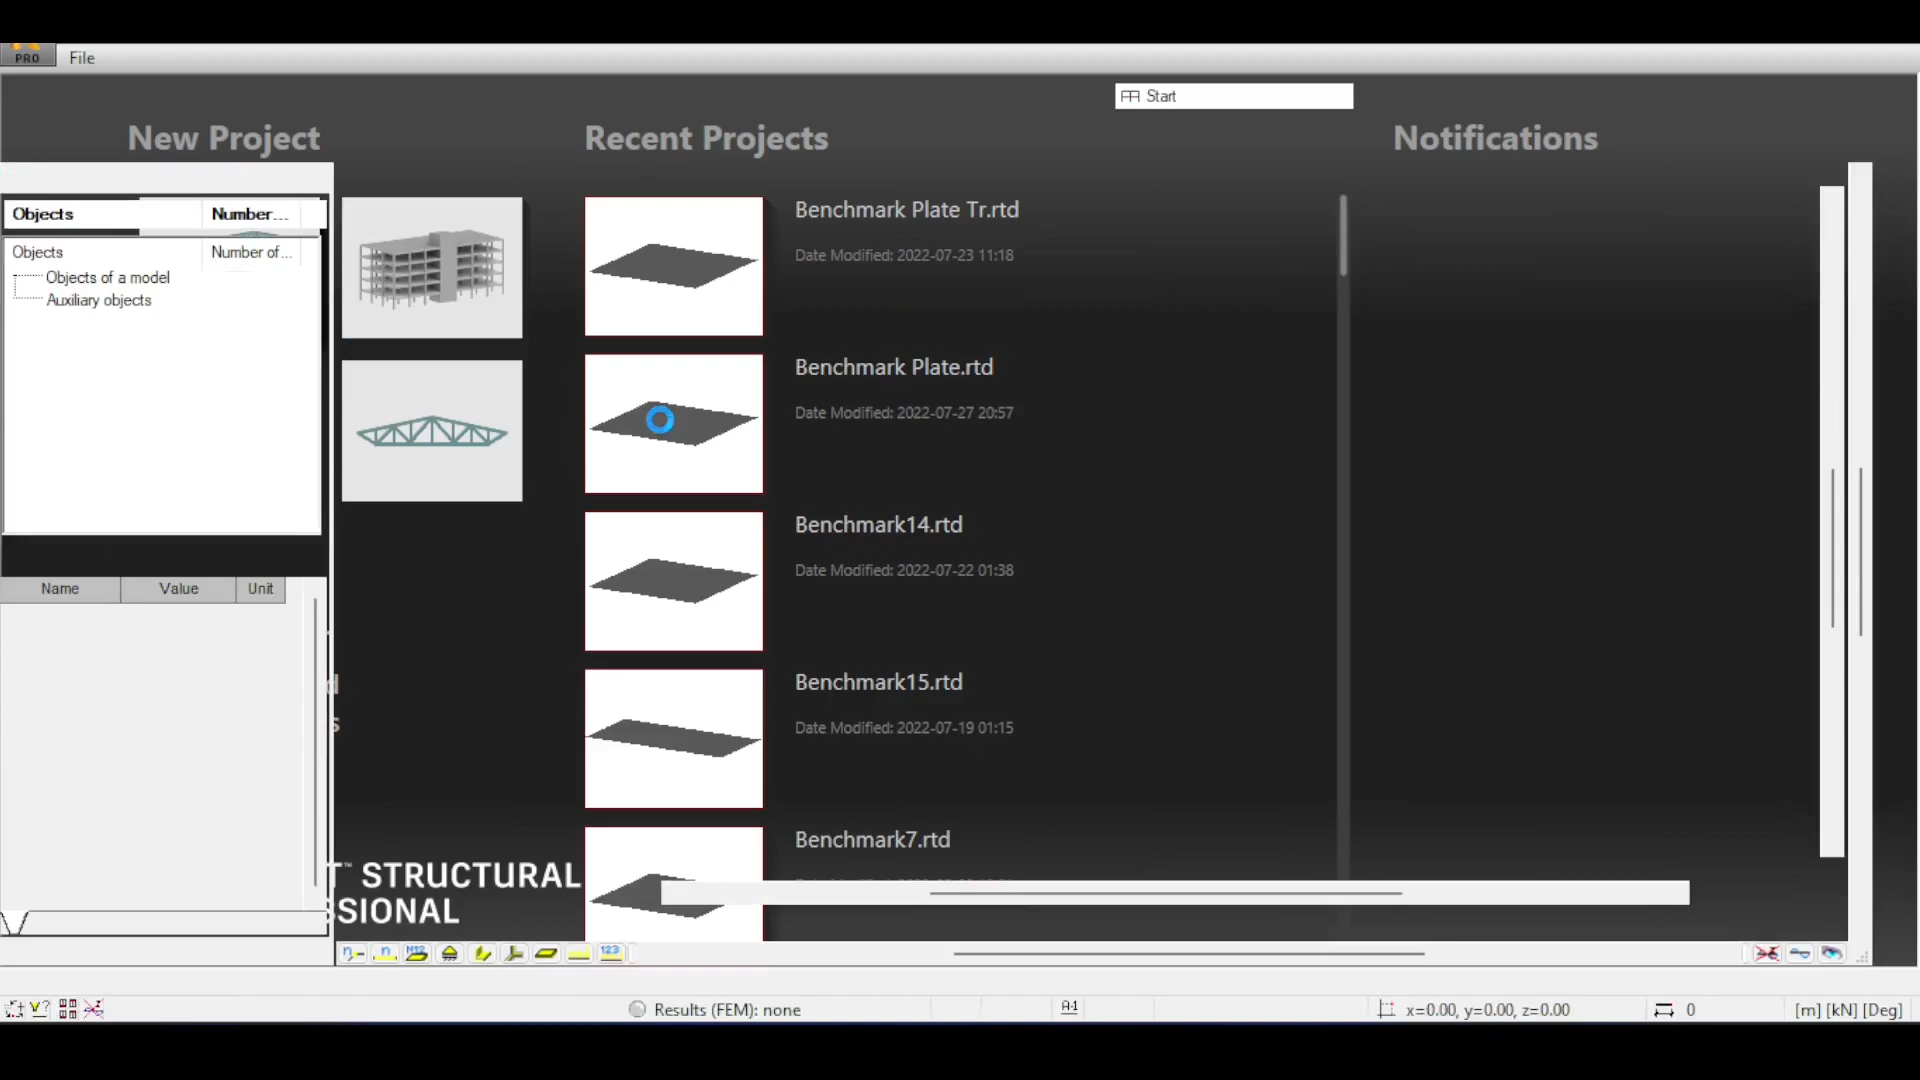 PRO File
Start
New Project
Recent Projects
Notifications
Objects Number...
Objects Number of...
Objects of a model
Auxiliary objects
Benchmark Plate Tr.rtd
Date Modified: 2022-07-23 11:18
Benchmark Plate.rtd
Date Modified: 2022-07-27 20:57
Benchmark14.rtd
Date Modified: 2022-07-22 01:38
Name Value Unit
Benchmark15.rtd
Date Modified: 2022-07-19 01:15
Benchmark7.rtd
T™ STRUCTURAL
SSIONAL
Results (FEM): none
x=0.00, y=0.00, z=0.00
0
[m] [kN] [Deg]